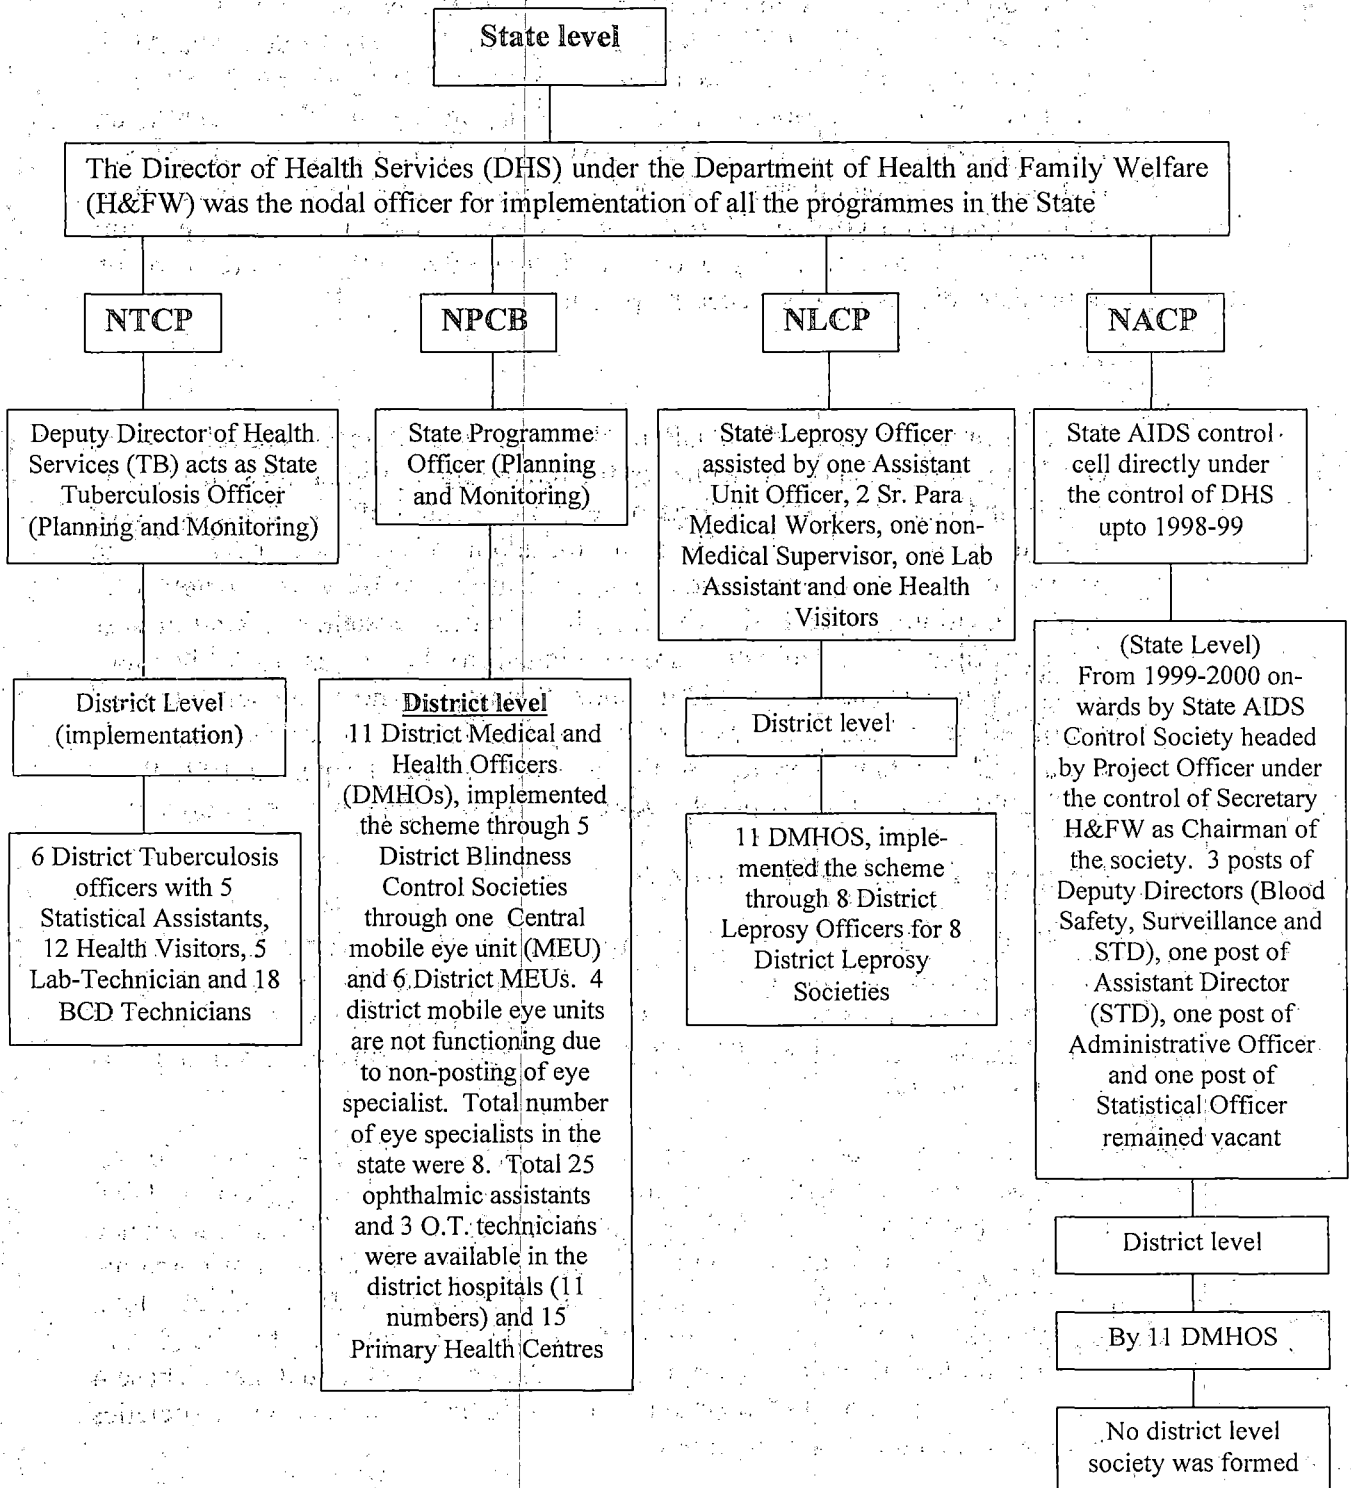 State level
The Director of Health Services (DHS) under the Department of Health and Family Welfare
(H&FW) was the nodal officer for implementation of all the programmes in the State
NTCP
NPCB
NLCP
NACP
Deputy Director of Health
Services (TB) acts as State
Tuberculosis Officer
(Planning and Monitoring)
State Programme
Officer (Planning
and Monitoring)
State Leprosy Officer
assisted by one Assistant
Unit Officer, 2 Sr. Para
Medical Workers, one non-
Medical Supervisor, one Lab
Assistant and one Health
Visitors
State AIDS control
cell directly under
the control of DHS
upto 1998-99
District Level
(implementation)
6 District Tuberculosis
officers with 5
Statistical Assistants,
12 Health Visitors, 5
Lab-Technician and 18
BCD Technicians
District level
11 District Medical and
Health Officers
(DMHOs), implemented
the scheme through 5
District Blindness
Control Societies
through one Central
mobile eye unit (MEU)
and 6 District MEUs. 4
district mobile eye units
are not functioning due
to non-posting of eye
specialist. Total number
of eye specialists in the
state were 8. Total 25
ophthalmic assistants
and 3 O.T. technicians
were available in the
district hospitals (11
numbers) and 15
Primary Health Centres
District level
11 DMHOS, imple-
mented the scheme
through 8 District
Leprosy Officers for 8
District Leprosy
Societies
(State Level)
From 1999-2000 on-
wards by State AIDS
Control Society headed
by Project Officer under
the control of Secretary
H&FW as Chairman of
the society. 3 posts of
Deputy Directors (Blood
Safety, Surveillance and
STD), one post of
Assistant Director
(STD), one post of
Administrative Officer
and one post of
Statistical Officer
remained vacant
District level
By 11 DMHOS
No district level
society was formed